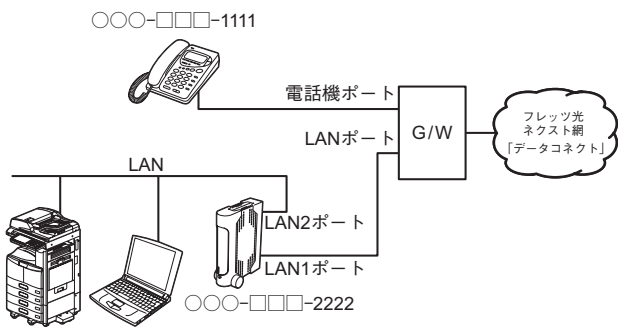 ○○○-□□□-1111
電話機ポート
LANポート
G/W
フレッツ光
ネクスト網
「データコネクト」
LAN
LAN2ポート
LAN1ポート
○○○-□□□-2222